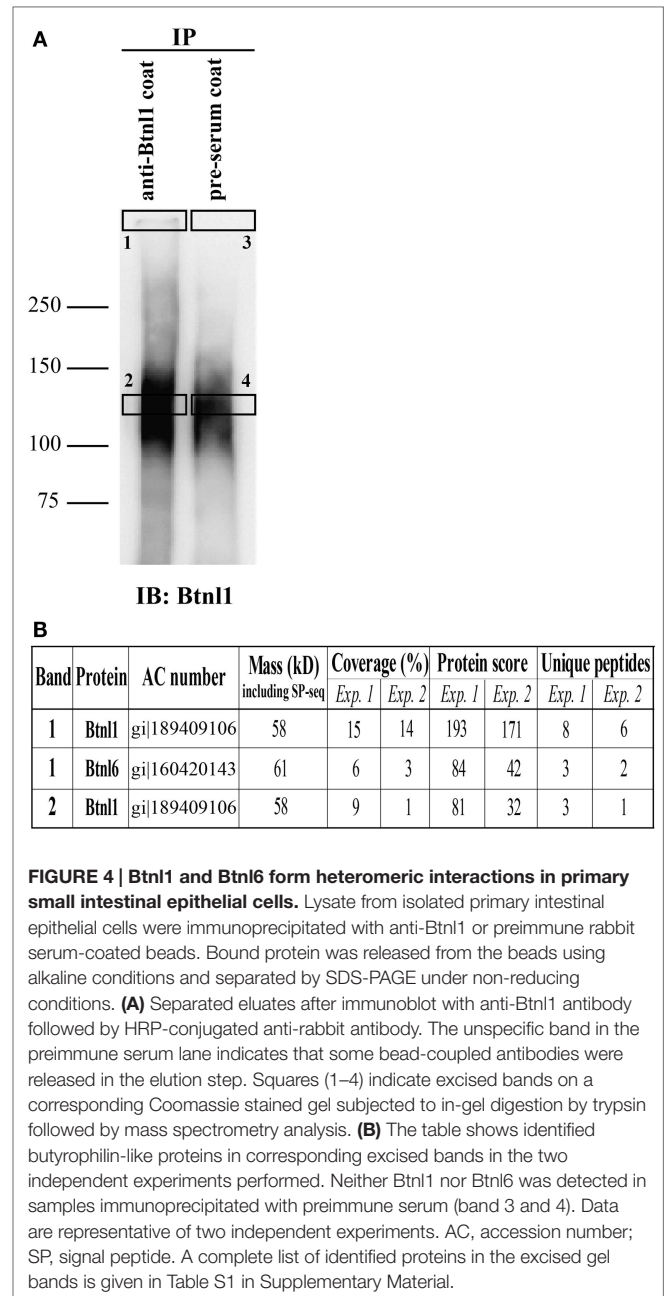 A
IP
anti-Btnl1 coat
pre-serum coat
1
3
250
150
2
4
100
75
IB: Btnl1
B
Band Protein AC number Mass (kD) including SP-seq Coverage (%) Protein score Unique peptides
Exp. 1 Exp. 2 Exp. 1 Exp. 2 Exp. 1 Exp. 2
1 Btnl1 gi|189409106 58 15 14 193 171 8 6
1 Btnl6 gi|160420143 61 6 3 84 42 3 2
2 Btnl1 gi|189409106 58 9 1 81 32 3 1
FIGURE 4 | Btnl1 and Btnl6 form heteromeric interactions in primary
small intestinal epithelial cells. Lysate from isolated primary intestinal
epithelial cells were immunoprecipitated with anti-Btnl1 or preimmune rabbit
serum-coated beads. Bound protein was released from the beads using
alkaline conditions and separated by SDS-PAGE under non-reducing
conditions. (A) Separated eluates after immunoblot with anti-Btnl1 antibody
followed by HRP-conjugated anti-rabbit antibody. The unspecific band in the
preimmune serum lane indicates that some bead-coupled antibodies were
released in the elution step. Squares (1–4) indicate excised bands on a
corresponding Coomassie stained gel subjected to in-gel digestion by trypsin
followed by mass spectrometry analysis. (B) The table shows identified
butyrophilin-like proteins in corresponding excised bands in the two
independent experiments performed. Neither Btnl1 nor Btnl6 was detected in
samples immunoprecipitated with preimmune serum (band 3 and 4). Data
are representative of two independent experiments. AC, accession number;
SP, signal peptide. A complete list of identified proteins in the excised gel
bands is given in Table S1 in Supplementary Material.